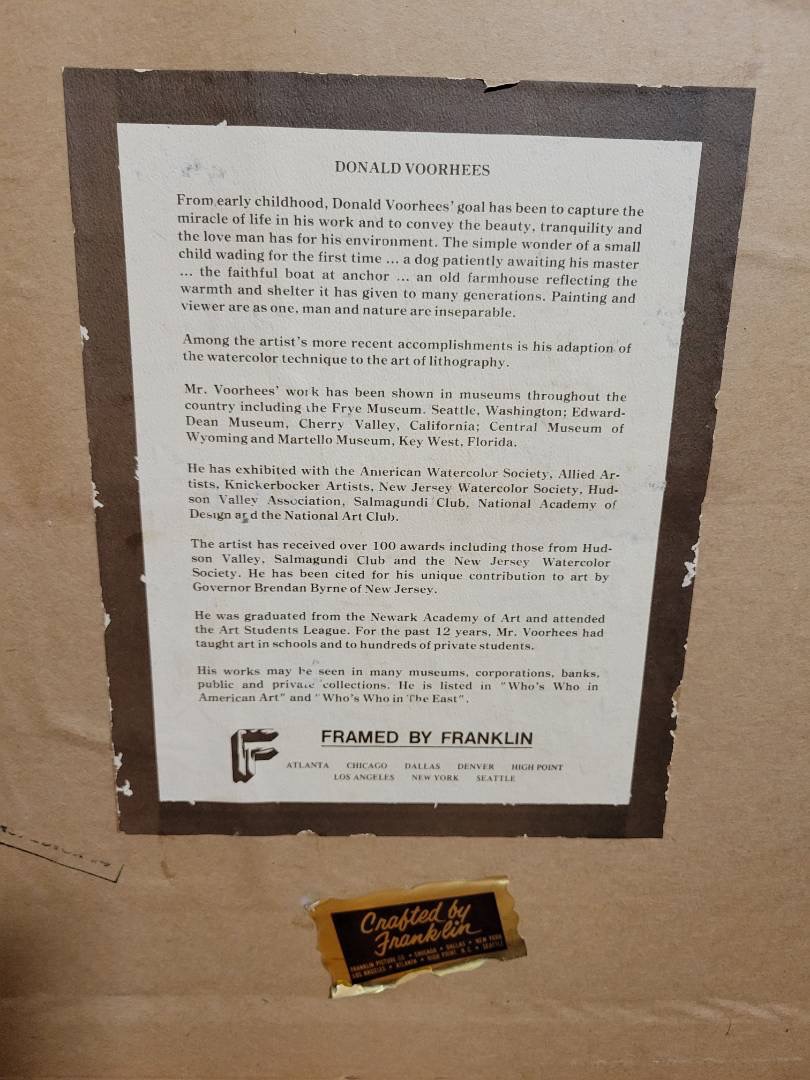 DONALD VOORHEES
From early childhood, Donald Voorhees' goal has been to capture the
miracle of life in his work and to convey the beauty, tranquility and
the love man has for his environment. The simple wonder of a small
child wading for the first time ... a dog patiently awaiting his master
... the faithful boat at anchor ... an old farmhouse reflecting the
warmth and shelter it has given to many generations. Painting and
viewer are as one, man and nature are inseparable.
Among the artist's more recent accomplishments is his adaption of
the watercolor technique to the art of lithography.
Mr. Voorhees' work has been shown in museums throughout the
country including the Frye Museum. Seattle, Washington; Edward-
Dean Museum, Cherry Valley, California; Central Museum of
Wyoming and Martello Museum, Key West, Florida.
He has exhibited with the American Watercolor Society, Allied Ar-
tists, Knickerbocker Artists, New Jersey Watercolor Society, Hud-
son Valley Association, Salmagundi Club, National Academy of
Design and the National Art Club.
The artist has received over 100 awards including those from Hud-
son Valley, Salmagundi Club and the New Jersey Watercolor
Society. He has been cited for his unique contribution to art by
Governor Brendan Byrne of New Jersey.
He was graduated from the Newark Academy of Art and attended
the Art Students League. For the past 12 years, Mr. Voorhees had
taught art in schools and to hundreds of private students.
His works may be seen in many museums, corporations, banks,
public and private collections. He is listed in "Who's Who in
American Art" and "Who's Who in The East".
F
FRAMED BY FRANKLIN
ATLANTA CHICAGO DALLAS DENVER HIGH POINT
LOS ANGELES NEW YORK SEATTLE
Crafted by
Franklin
FRANKLIN PICTURE CO • CHICAGO • DALLAS • NEW YORK
LOS ANGELES • ATLANTA • HIGH POINT, N.C. • SEATTLE